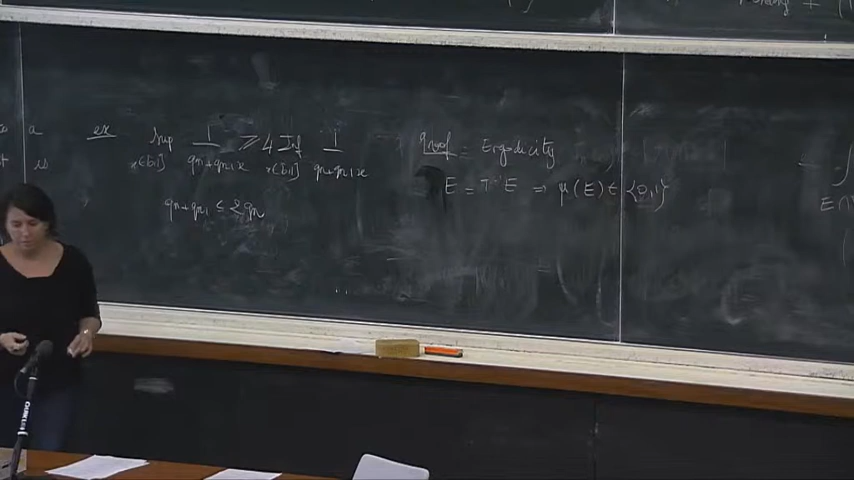 ex Sup 1 ⩾ 4 Inf 1
x∈[0,1] qn+qn-1x x∈[0,1] qn+qn-1x
qn+qn-1 ≤ 2qn
proof = Ergodicity
E = T⁻¹E ⇒ μ(E) ∈ {0,1}